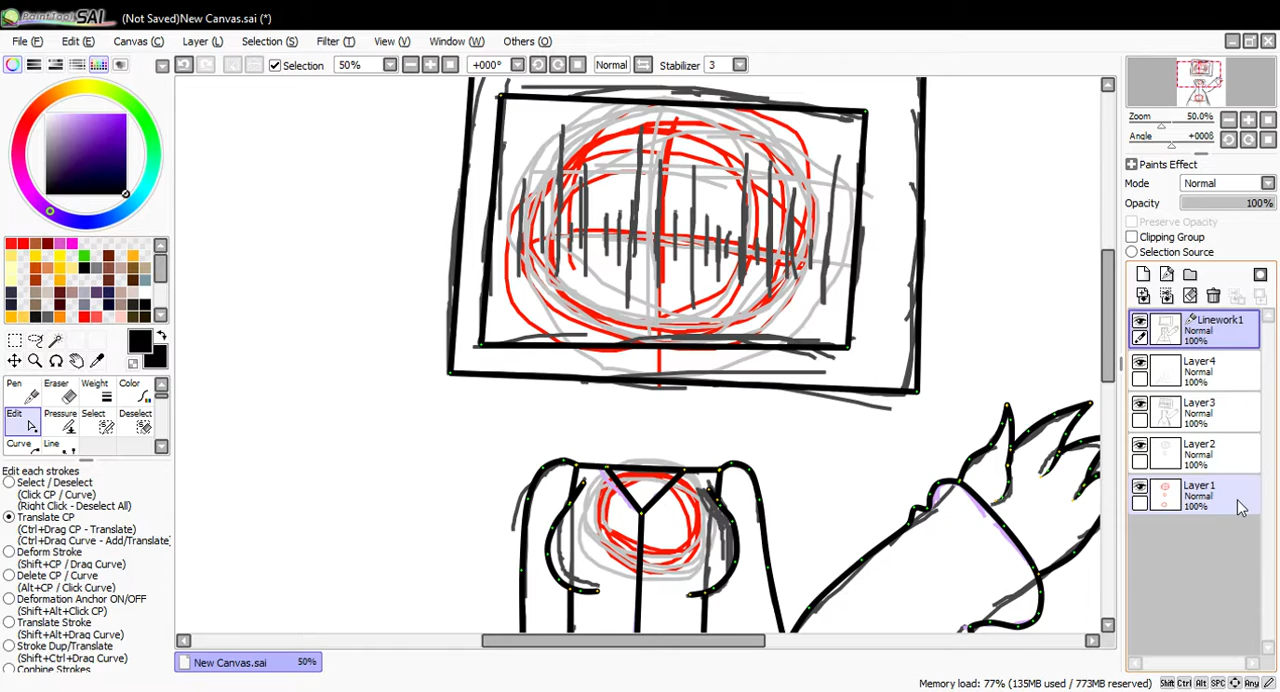 PaintTool SAI (Not Saved)New Canvas.sai (*)
File (F) Edit (E) Canvas (C) Layer (L) Selection (S) Filter (T) View (V) Window (W) Others (O)
Selection 50% +000° Normal Stabilizer 3
Zoom 50.0%
Angle +000ß
Paints Effect
Mode Normal
Opacity 100%
Preserve Opacity
Clipping Group
Selection Source
Linework1
Normal
100%
Layer4
Normal
100%
Layer3
Normal
100%
Layer2
Normal
100%
Layer1
Normal
100%
Pen Eraser Weight Color
Edit Pressure Select Deselect
Curve Line
Edit each strokes
Select / Deselect
(Click CP / Curve)
(Right Click - Deselect All)
Translate CP
(Ctrl+Drag CP - Translate)
(Ctrl+Drag Curve - Add/Translate)
Deform Stroke
(Shift+CP / Drag Curve)
Delete CP / Curve
(Alt+CP / Click Curve)
Deformation Anchor ON/OFF
(Shift+Alt+Click CP)
Translate Stroke
(Shift+Alt+Drag Curve)
Stroke Dup/Translate
(Shift+Ctrl+Drag Curve)
Combine Strokes
New Canvas.sai 50%
Memory load: 77% (135MB used / 773MB reserved) Shift Ctrl Alt SPC Any